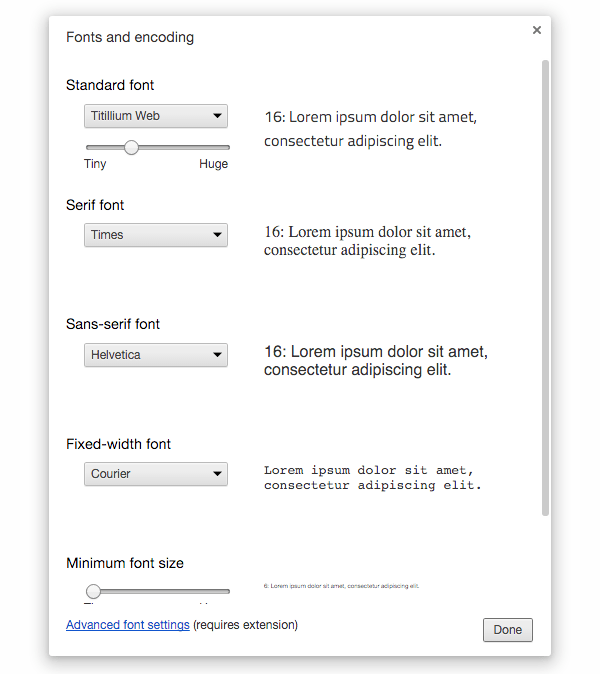 Fonts and encoding
Standard font
Titillium Web
16: Lorem ipsum dolor sit amet,
consectetur adipiscing elit.
Tiny Huge
Serif font
Times
16: Lorem ipsum dolor sit amet,
consectetur adipiscing elit.
Sans-serif font
Helvetica
16: Lorem ipsum dolor sit amet,
consectetur adipiscing elit.
Fixed-width font
Courier
Lorem ipsum dolor sit amet,
consectetur adipiscing elit.
Minimum font size
6: Lorem ipsum dolor sit amet, consectetur adipiscing elit.
Advanced font settings (requires extension)
Done